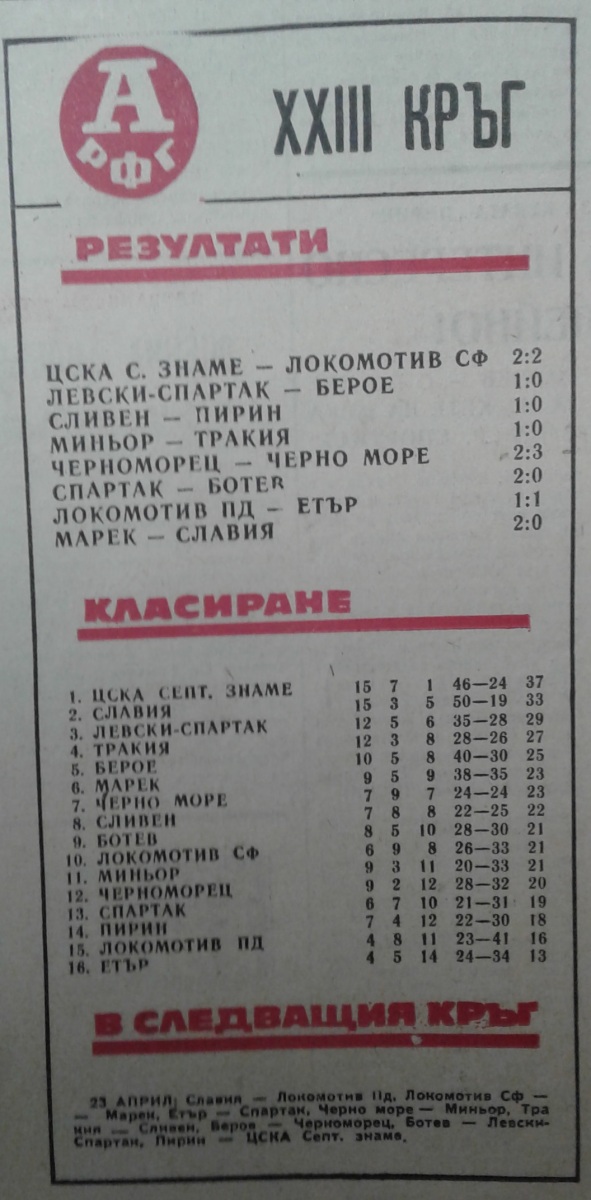 А
РФГ
XXIII КРЪГ
РЕЗУЛТАТИ
ЦСКА С. ЗНАМЕ — ЛОКОМОТИВ СФ 2:2
ЛЕВСКИ-СПАРТАК — БЕРОЕ 1:0
СЛИВЕН — ПИРИН 1:0
МИНЬОР — ТРАКИЯ 1:0
ЧЕРНОМОРЕЦ — ЧЕРНО МОРЕ 2:3
СПАРТАК — БОТЕВ 2:0
ЛОКОМОТИВ ПД — ЕТЪР 1:1
МАРЕК — СЛАВИЯ 2:0
КЛАСИРАНЕ
1. ЦСКА СЕПТ. ЗНАМЕ 15 7 1 46—24 37
2. СЛАВИЯ 15 3 5 50—19 33
3. ЛЕВСКИ-СПАРТАК 12 5 6 35—28 29
4. ТРАКИЯ 12 3 8 28—26 27
5. БЕРОЕ 10 5 8 40—30 25
6. МАРЕК 9 5 9 38—35 23
7. ЧЕРНО МОРЕ 7 9 7 24—24 23
8. СЛИВЕН 7 8 8 22—25 22
9. БОТЕВ 8 5 10 28—30 21
10. ЛОКОМОТИВ СФ 6 9 8 26—33 21
11. МИНЬОР 9 3 11 20—33 21
12. ЧЕРНОМОРЕЦ 9 2 12 28—32 20
13. СПАРТАК 6 7 10 21—31 19
14. ПИРИН 7 4 12 22—30 18
15. ЛОКОМОТИВ ПД 4 8 11 23—41 16
16. ЕТЪР 4 5 14 24—34 13
В СЛЕДВАЩИЯ КРЪГ
23 АПРИЛ: Славия — Локомотив Пд, Локомотив Сф —
— Марек, Етър — Спартак, Черно море — Миньор, Тра
кия — Сливен, Берое — Черноморец, Ботев — Левски-
Спартак, Пирин — ЦСКА Септ. знаме.